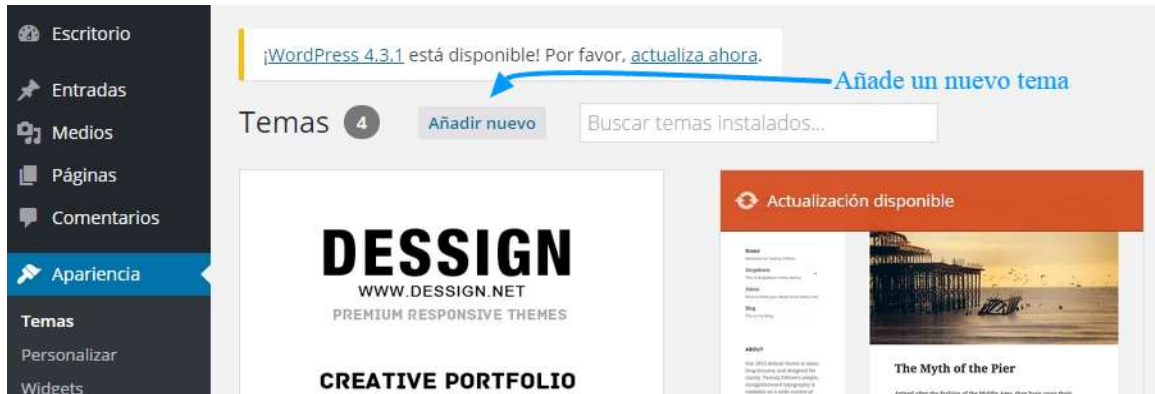 Escritorio
Entradas
Medios
Páginas
Comentarios
Apariencia
Temas
Personalizar
Widgets
¡WordPress 4.3.1 está disponible! Por favor, actualiza ahora.
Añade un nuevo tema
Temas 4 Añadir nuevo Buscar temas instalados...
DESSIGN
WWW.DESSIGN.NET
PREMIUM RESPONSIVE THEMES
CREATIVE PORTFOLIO
Actualización disponible
ABOUT
The Myth of the Pier